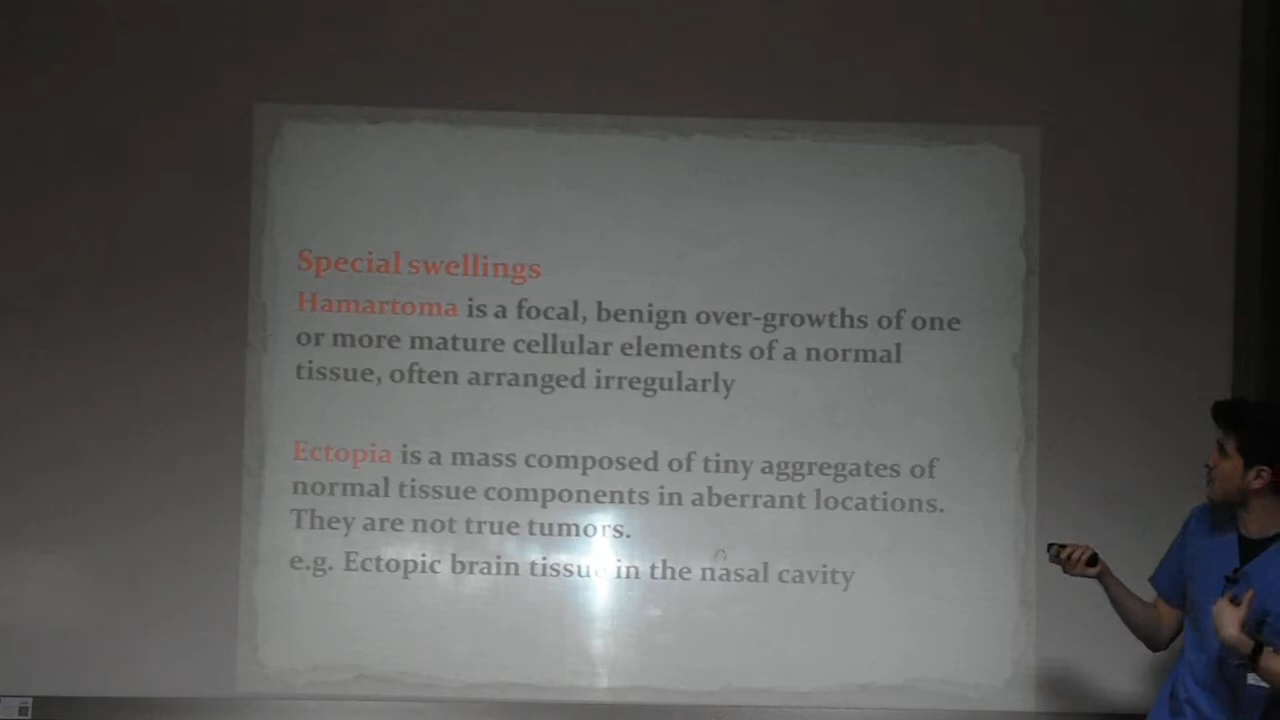 Special swellings
Hamartoma is a focal, benign over-growths of one
or more mature cellular elements of a normal
tissue, often arranged irregularly
Ectopia is a mass composed of tiny aggregates of
normal tissue components in aberrant locations.
They are not true tumors.
e.g. Ectopic brain tissue in the nasal cavity